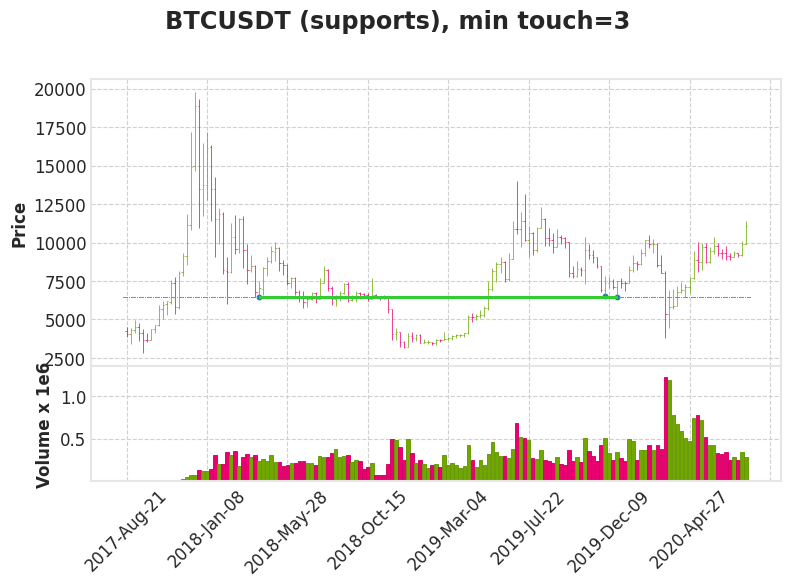 BTCUSDT (supports), min touch=3
20000
17500
15000
12500
10000
7500
5000
2500
Price
1.0
0.5
Volume x 1e6
2017-Aug-21
2018-Jan-08
2018-May-28
2018-Oct-15
2019-Mar-04
2019-Jul-22
2019-Dec-09
2020-Apr-27